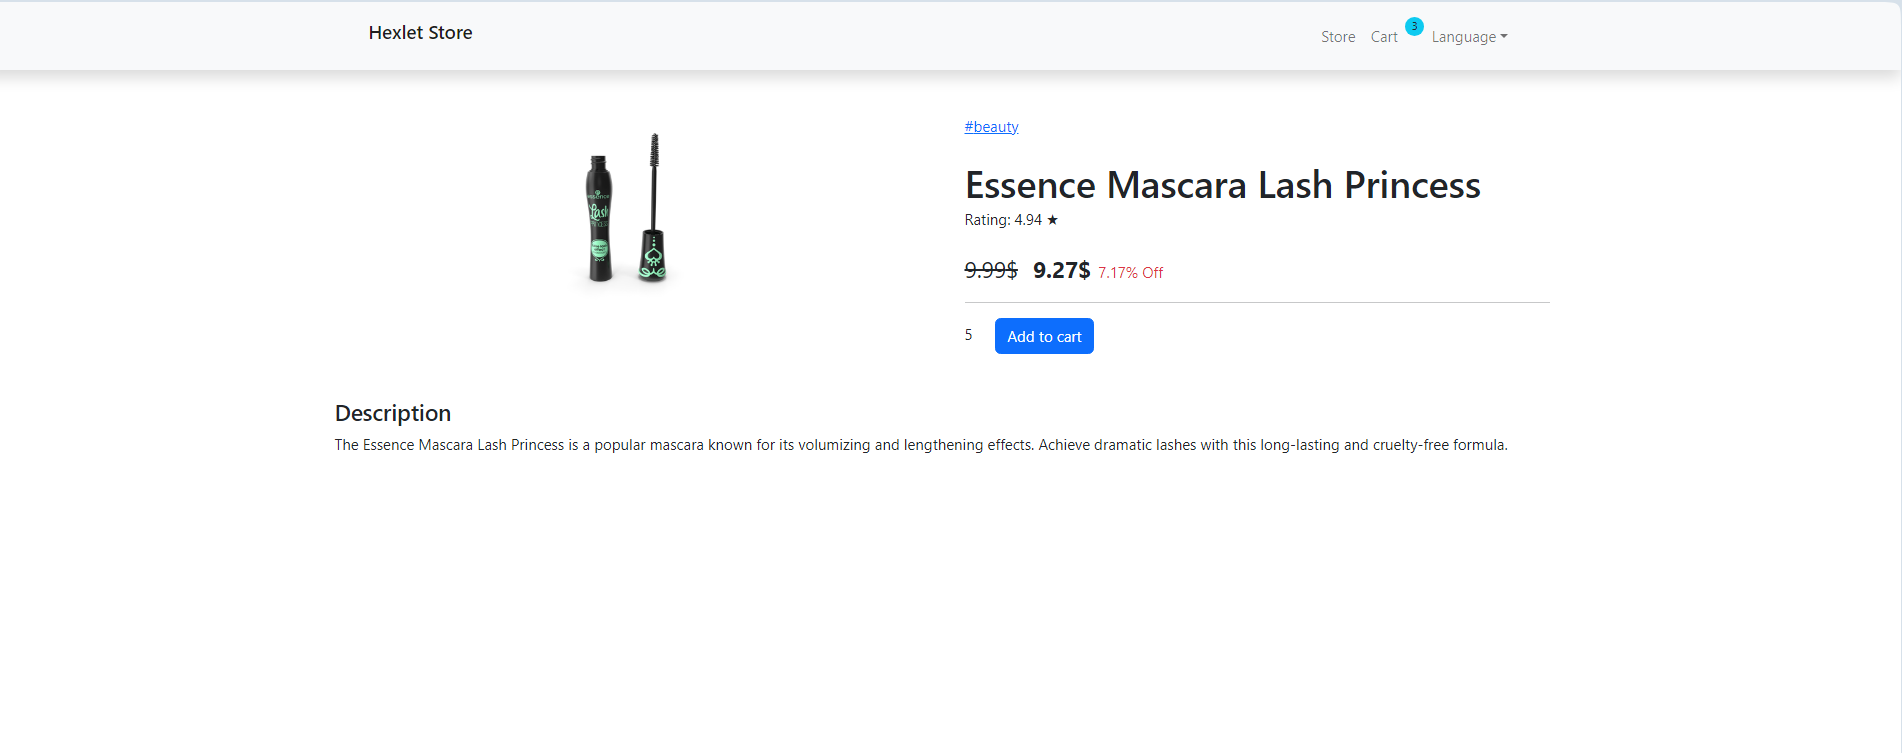 Hexlet Store
Store Cart 3 Language
#beauty
essence
Lash
Essence Mascara Lash Princess
Rating: 4.94 ★
9.99$ 9.27$ 7.17% Off
5 Add to cart
Description
The Essence Mascara Lash Princess is a popular mascara known for its volumizing and lengthening effects. Achieve dramatic lashes with this long-lasting and cruelty-free formula.